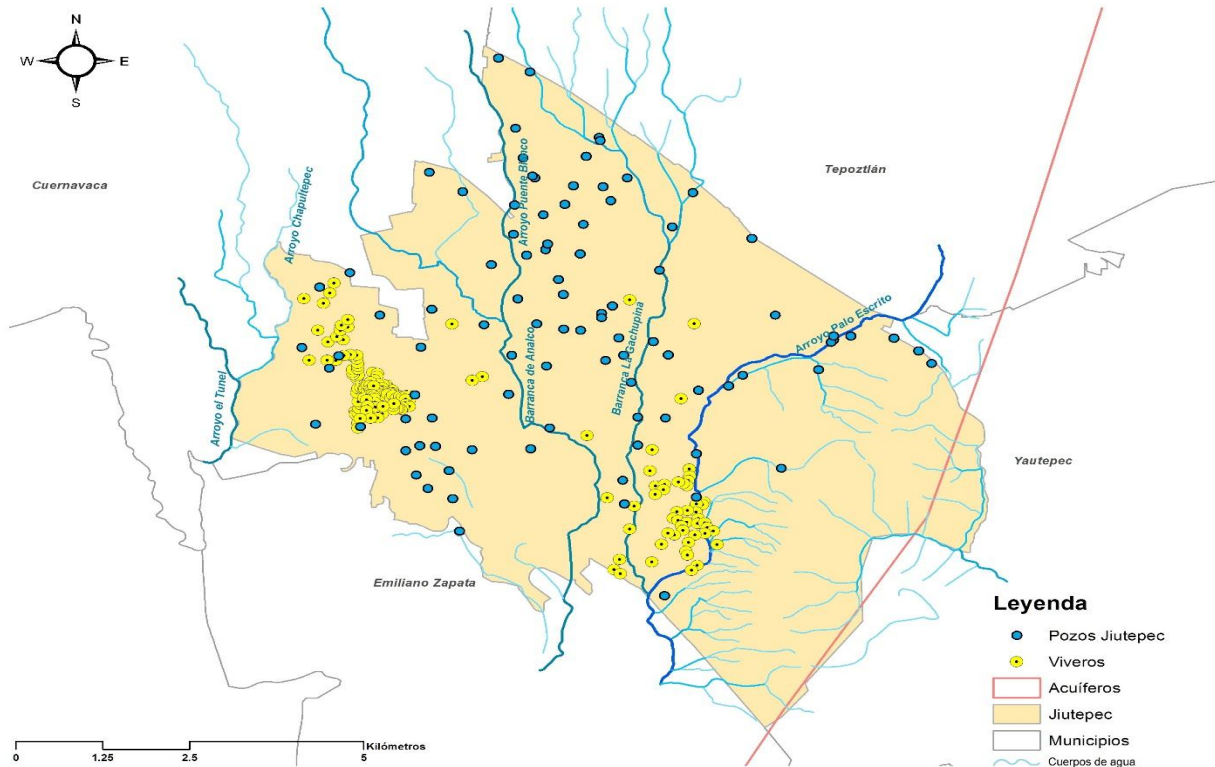 N
W
E
S
Cuernavaca
Tepoztlán
Arroyo Chapultepec
Arroyo Puente Blanco
Arroyo el Tunel
Barranca de Analco
Barranca La Gachupina
Arroyo Palo Escrito
Yautepec
Emiliano Zapata
Leyenda
Pozos Jiutepec
Viveros
Acuíferos
Jiutepec
Municipios
Cuerpos de agua
Kilómetros
0 1.25 2.5 5